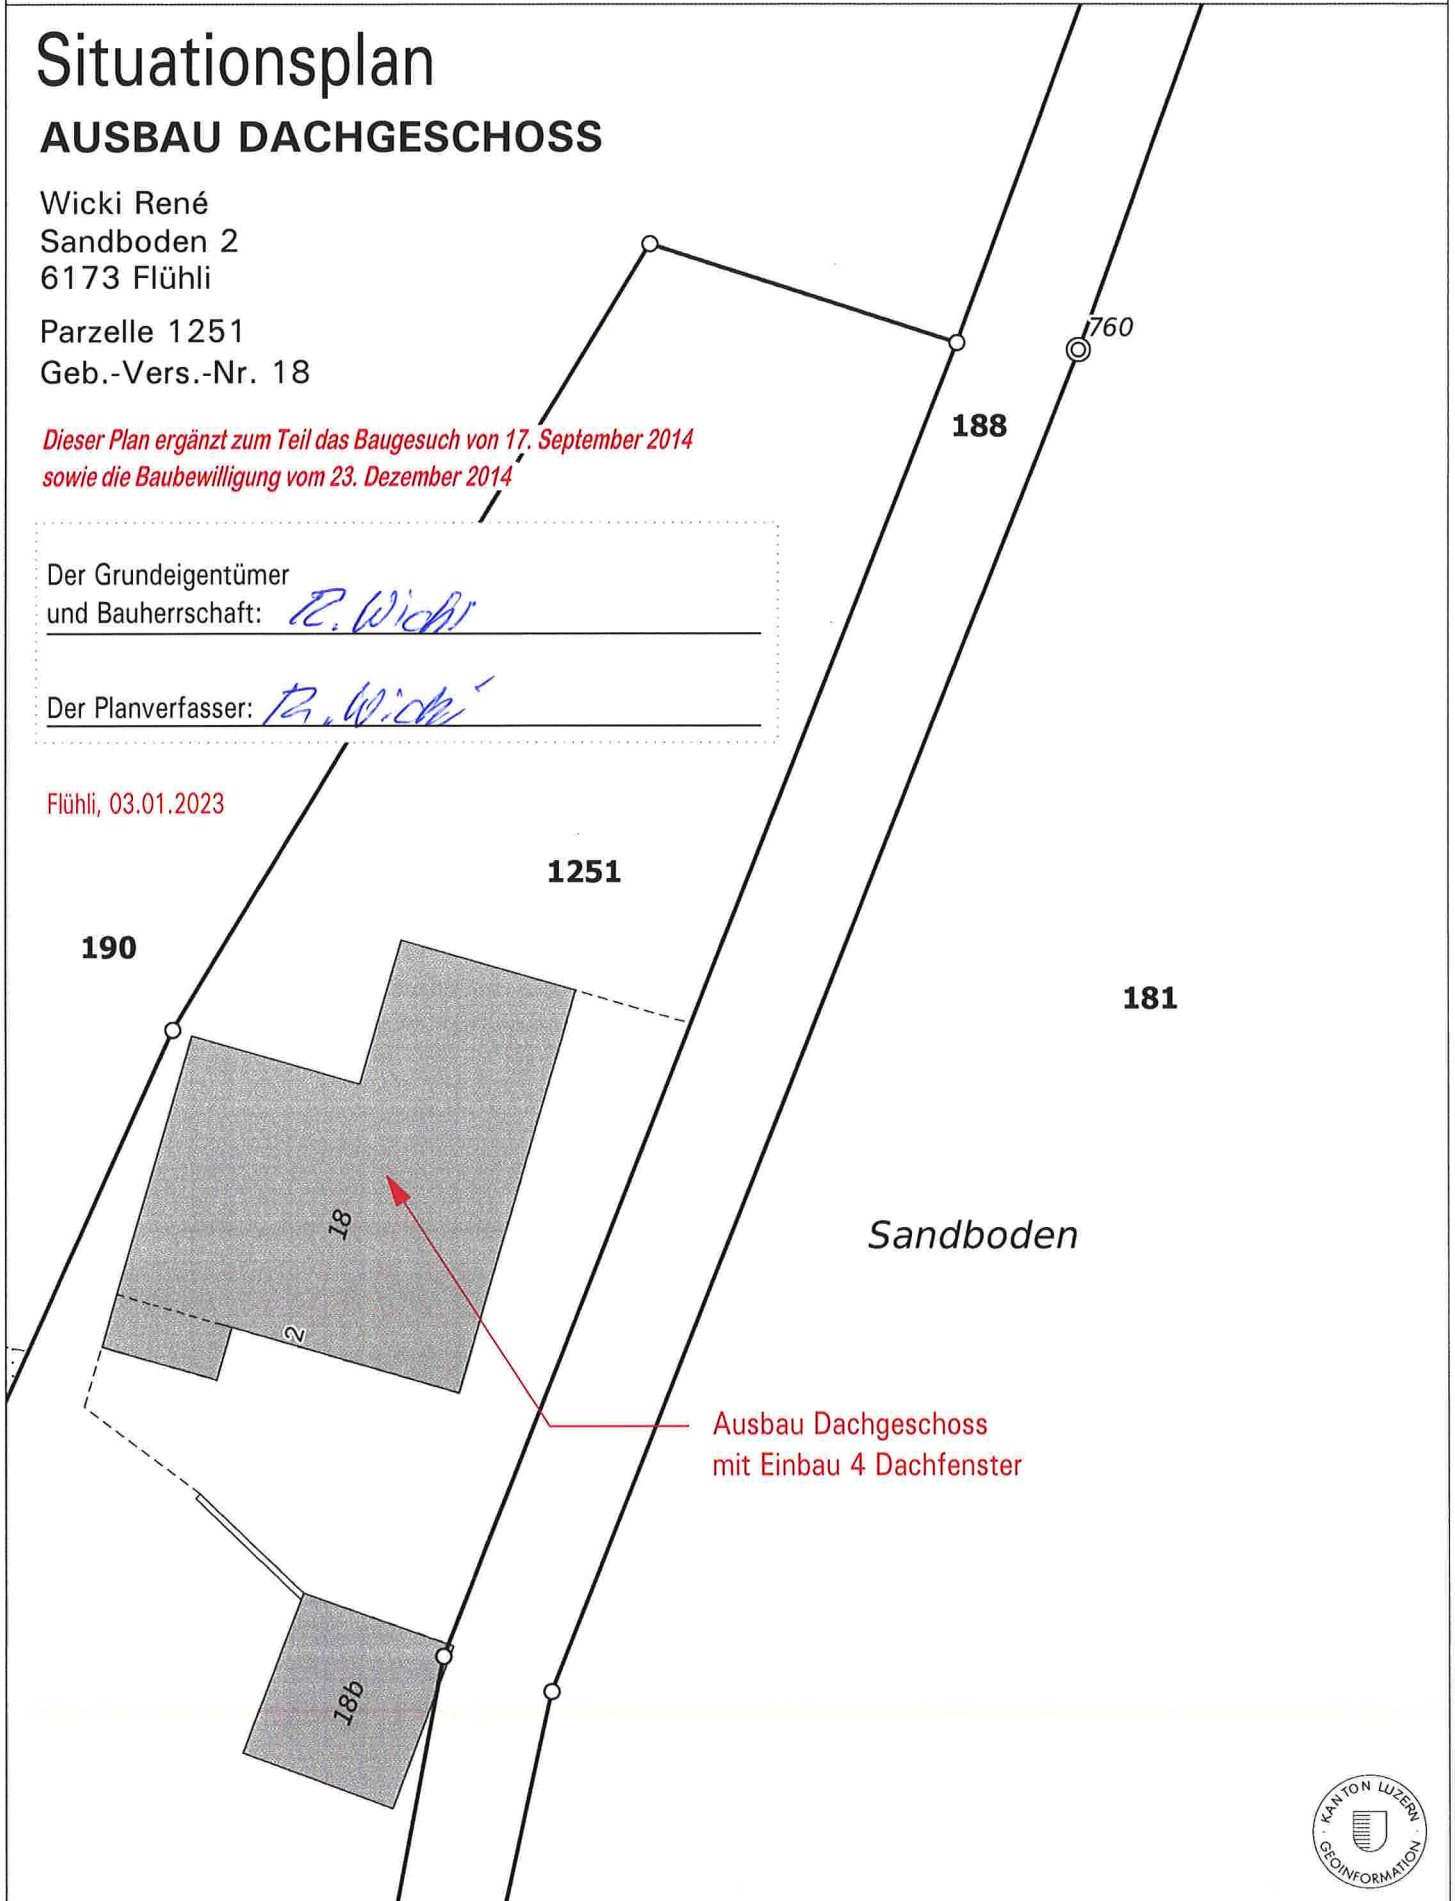 Situationsplan
AUSBAU DACHGESCHOSS
Wicki René
Sandboden 2
6173 Flühli
Parzelle 1251
Geb.-Vers.-Nr. 18
760
188
Dieser Plan ergänzt zum Teil das Baugesuch von 17. September 2014
sowie die Baubewilligung vom 23. Dezember 2014
Der Grundeigentümer
und Bauherrschaft: R. Wicki
Der Planverfasser: R. Wicki
Flühli, 03.01.2023
1251
190
181
18
Sandboden
2
Ausbau Dachgeschoss
mit Einbau 4 Dachfenster
18b
KANTON LUZERN
GEOINFORMATION